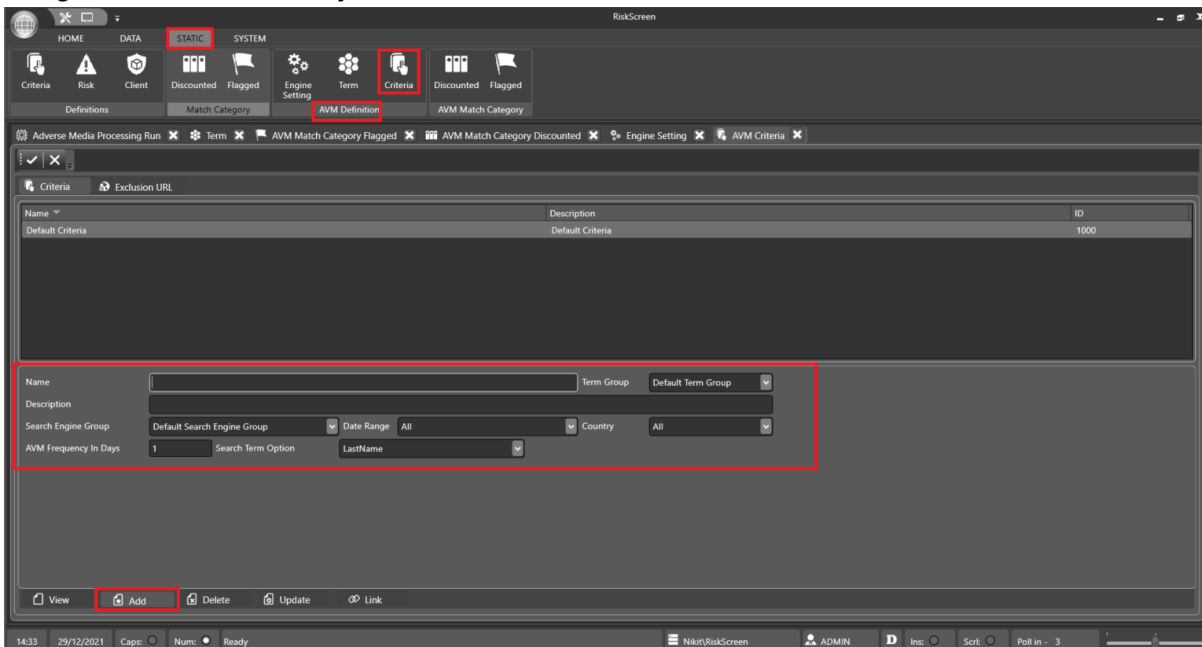 RiskScreen
HOME DATA STATIC SYSTEM
Criteria Risk Client Discounted Flagged Engine Setting Term Criteria Discounted Flagged
Definitions Match Category AVM Definition AVM Match Category
Adverse Media Processing Run Term AVM Match Category Flagged AVM Match Category Discounted Engine Setting AVM Criteria
Criteria Exclusion URL
Name Description ID
Default Criteria Default Criteria 1000
Name Term Group Default Term Group
Description
Search Engine Group Default Search Engine Group Date Range All Country All
AVM Frequency In Days 1 Search Term Option LastName
View Add Delete Update Link
14:33 29/12/2021 Caps: Num: Ready Nikit\RiskScreen ADMIN D Ins: Scrl: Poll in - 3